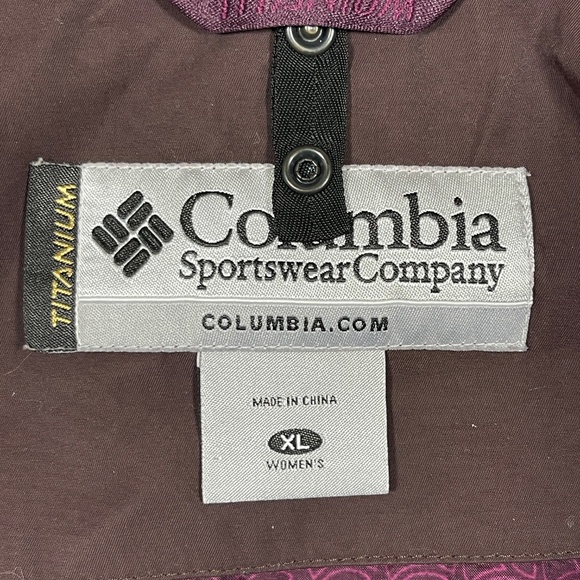 TITANIUM
Columbia
Sportswear Company
COLUMBIA.COM
MADE IN CHINA
XL
WOMEN'S